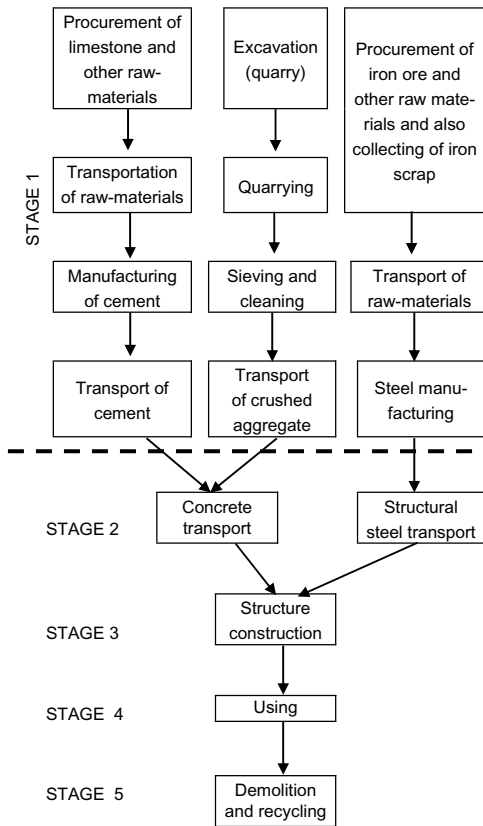 Procurement of
limestone and
other raw-
materials
Excavation
(quarry)
Procurement of
iron ore and
other raw mate-
rials and also
collecting of iron
scrap
STAGE 1
Transportation
of raw-materials
Quarrying
Manufacturing
of cement
Sieving and
cleaning
Transport of
raw-materials
Transport of
cement
Transport
of crushed
aggregate
Steel manu-
facturing
STAGE 2
Concrete
transport
Structural
steel transport
STAGE 3
Structure
construction
STAGE 4
Using
STAGE 5
Demolition
and recycling